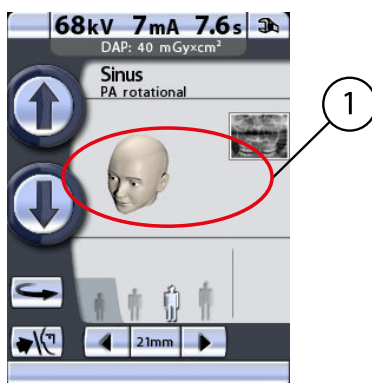 68kV 7mA 7.6s
DAP: 40 mGy×cm²
Sinus
PA rotational
1
21mm